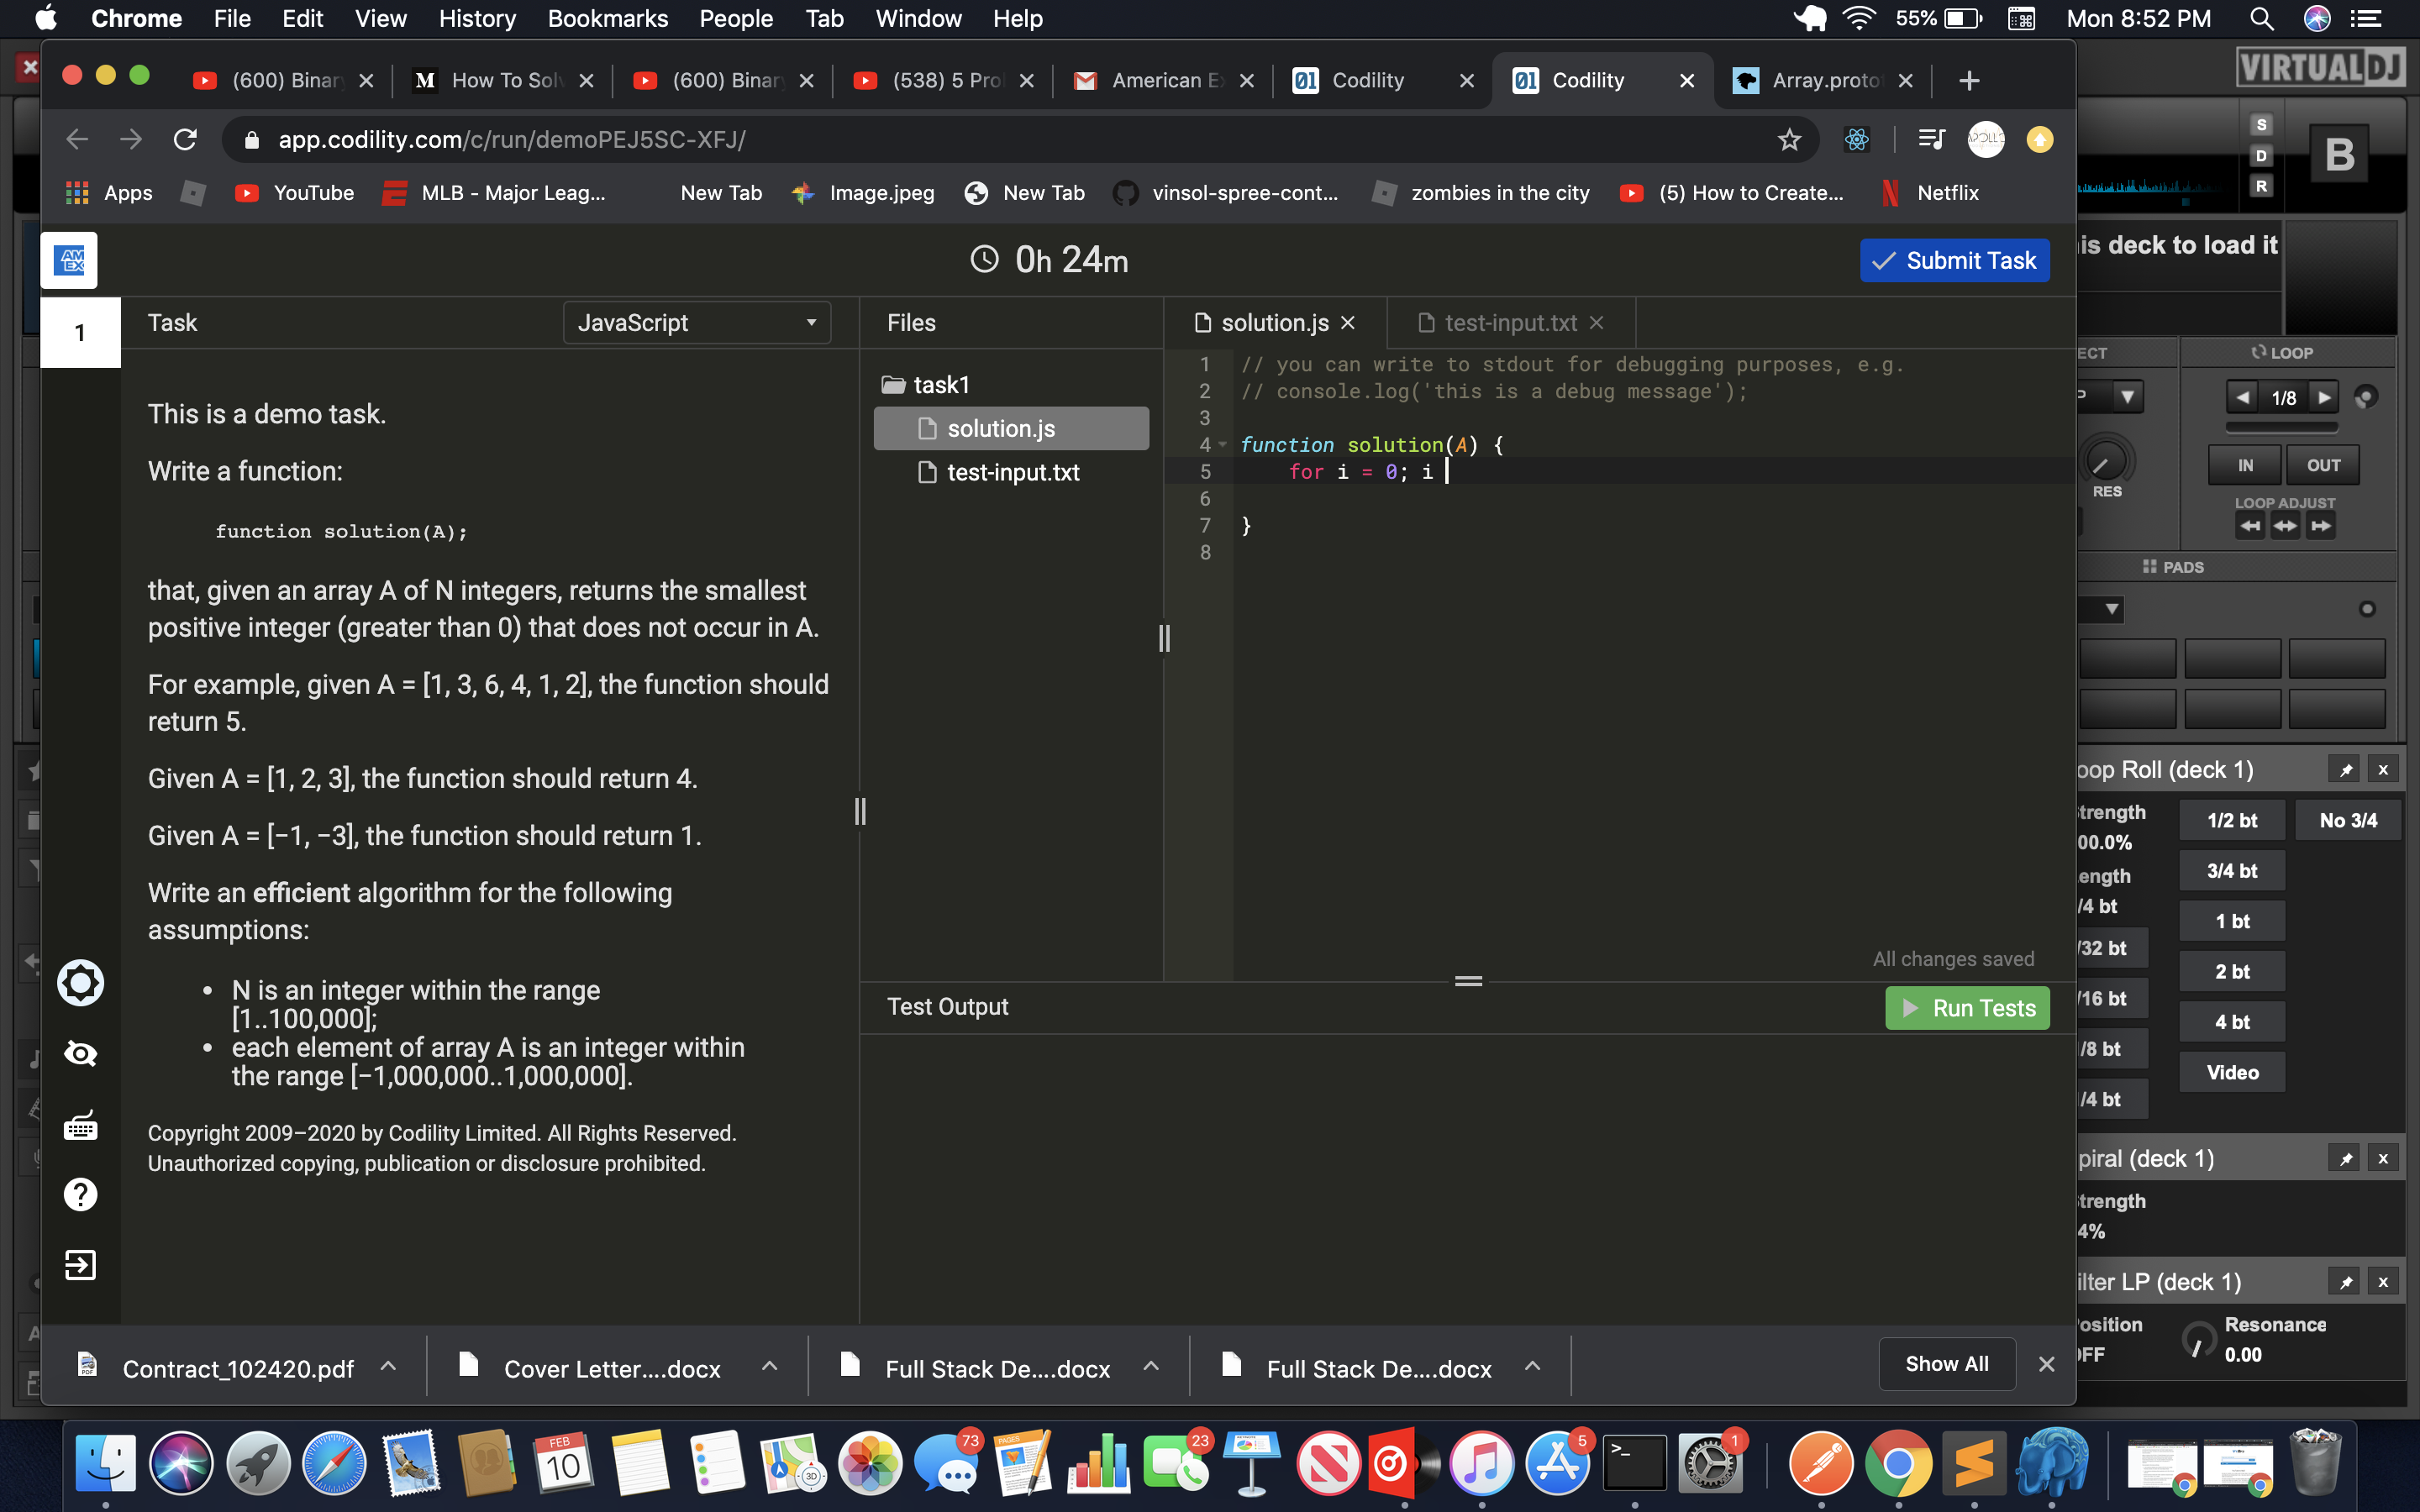 Chrome File Edit View History Bookmarks People Tab Window Help 55% Mon 8:52 PM
(600) Binar How To Sol (600) Binar (538) 5 Pro American E Codility Codility Array.proto
VIRTUALDJ
app.codility.com/c/run/demoPEJ5SC-XFJ/
Apps YouTube MLB - Major Leag... New Tab Image.jpeg New Tab vinsol-spree-cont... zombies in the city (5) How to Create... Netflix
S
D
R
B
AM
EX
0h 24m
Submit Task
is deck to load it
1
Task
JavaScript
Files
solution.js
test-input.txt
This is a demo task.
Write a function:
function solution(A);
that, given an array A of N integers, returns the smallest
positive integer (greater than 0) that does not occur in A.
For example, given A = [1, 3, 6, 4, 1, 2], the function should
return 5.
Given A = [1, 2, 3], the function should return 4.
Given A = [−1, −3], the function should return 1.
Write an efficient algorithm for the following
assumptions:
• N is an integer within the range
[1..100,000];
• each element of array A is an integer within
the range [−1,000,000..1,000,000].
Copyright 2009–2020 by Codility Limited. All Rights Reserved.
Unauthorized copying, publication or disclosure prohibited.
task1
solution.js
test-input.txt
1 // you can write to stdout for debugging purposes, e.g.
2 // console.log('this is a debug message');
3
4 function solution(A) {
5 for i = 0; i
6
7 }
8
All changes saved
Test Output
Run Tests
ECT
LOOP
1/8
RES
IN OUT
LOOP ADJUST
PADS
oop Roll (deck 1)
trength
00.0%
ength
/4 bt
/32 bt
/16 bt
/8 bt
/4 bt
1/2 bt
No 3/4
3/4 bt
1 bt
2 bt
4 bt
Video
piral (deck 1)
trength
4%
ilter LP (deck 1)
osition
FF
Resonance
0.00
Contract_102420.pdf Cover Letter....docx Full Stack De....docx Full Stack De....docx Show All
FEB
10
3D
73
PAGES
23
5
1